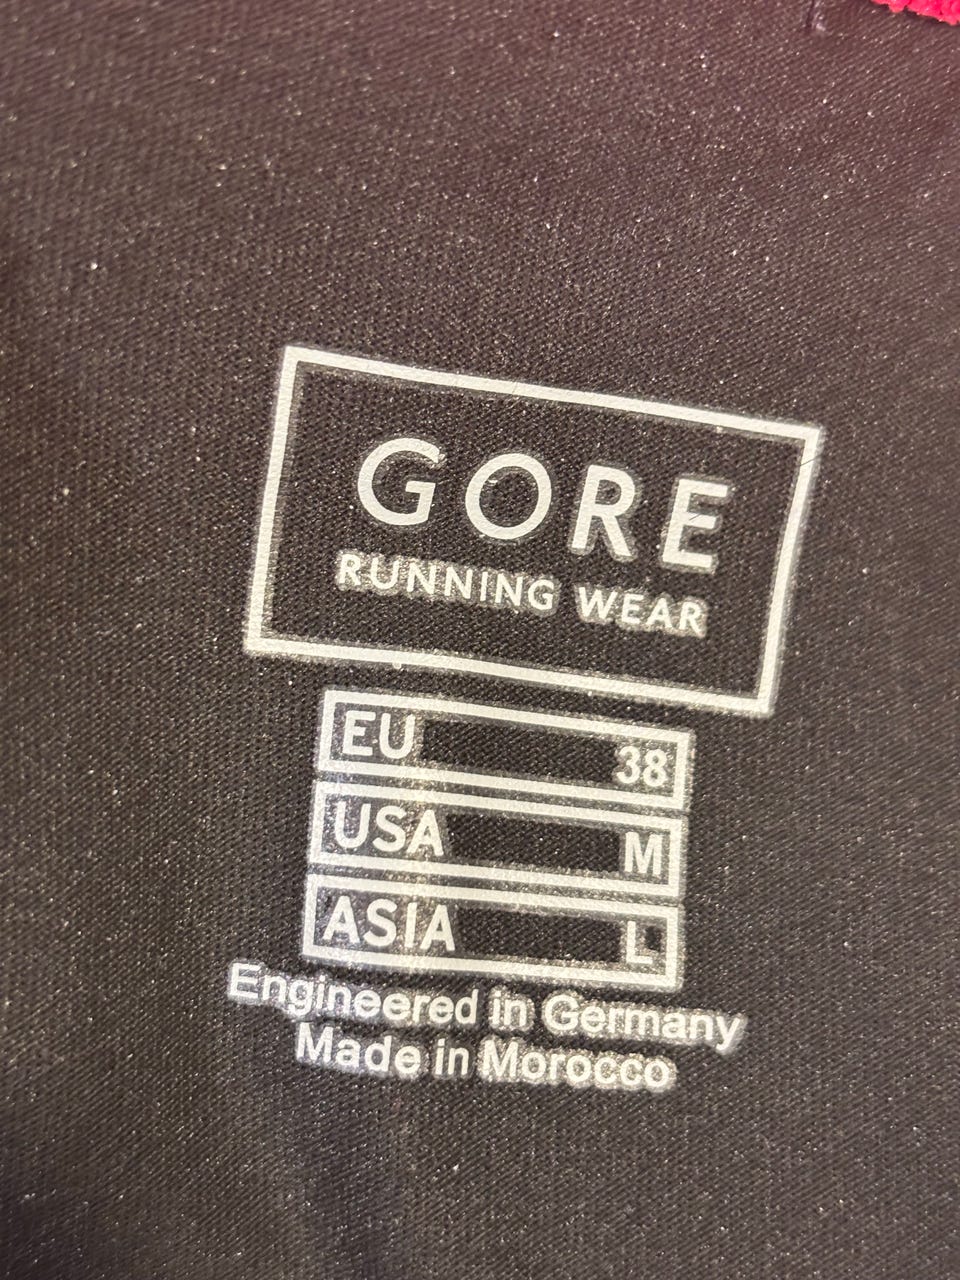 GORE
RUNNING WEAR
EU 38
USA M
ASIA L
Engineered in Germany
Made in Morocco